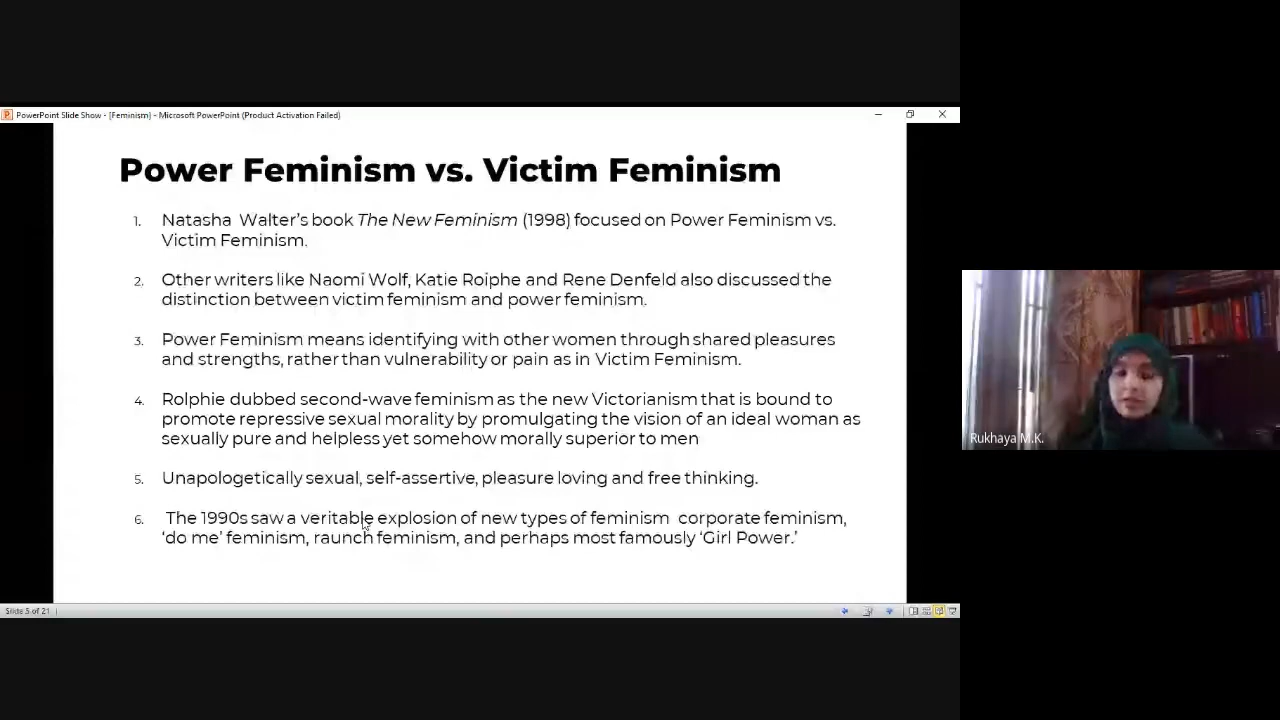 PowerPoint Slide Show - [Feminism] - Microsoft PowerPoint (Product Activation Failed)
Power Feminism vs. Victim Feminism
1. Natasha Walter's book The New Feminism (1998) focused on Power Feminism vs.
Victim Feminism.
2. Other writers like Naomi Wolf, Katie Roiphe and Rene Denfeld also discussed the
distinction between victim feminism and power feminism.
3. Power Feminism means identifying with other women through shared pleasures
and strengths, rather than vulnerability or pain as in Victim Feminism.
4. Rolphie dubbed second-wave feminism as the new Victorianism that is bound to
promote repressive sexual morality by promulgating the vision of an ideal woman as
sexually pure and helpless yet somehow morally superior to men
5. Unapologetically sexual, self-assertive, pleasure loving and free thinking.
6. The 1990s saw a veritable explosion of new types of feminism corporate feminism,
'do me' feminism, raunch feminism, and perhaps most famously 'Girl Power.'
Rukhaya M.K.
Slide 5 of 21